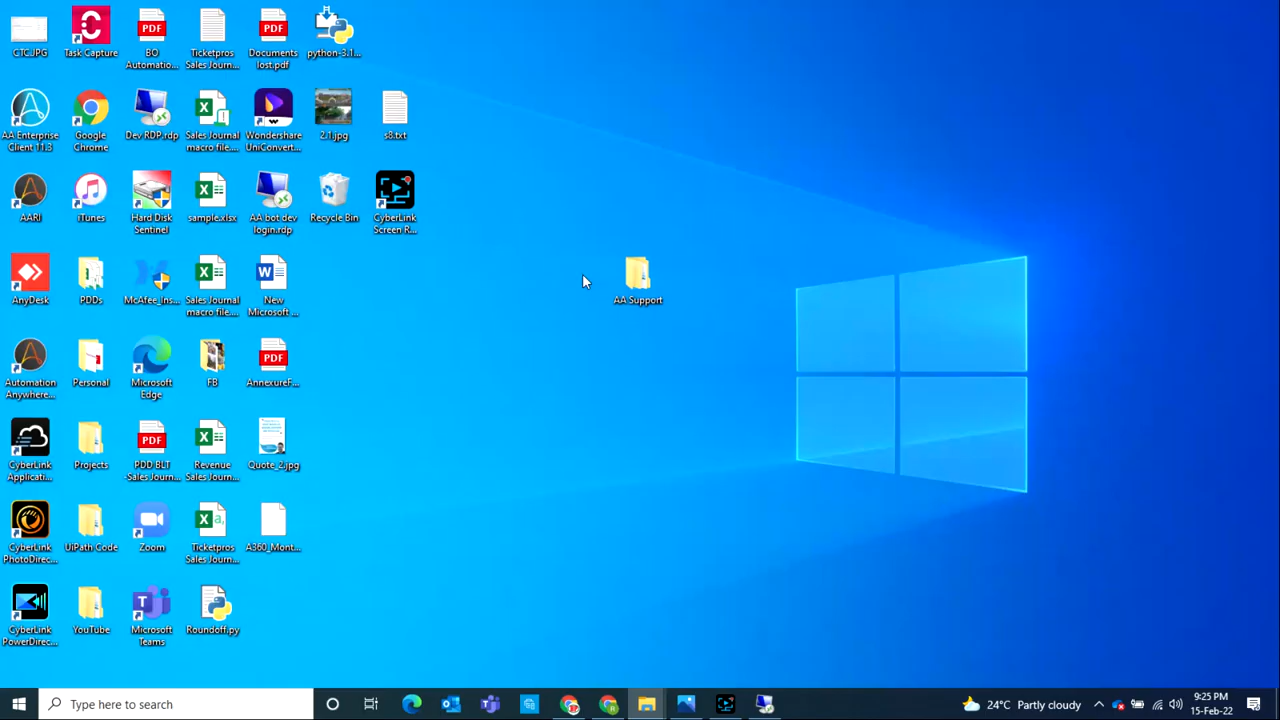 CTC.JPG
Task Capture
BO
Automatio...
Ticketpros
Sales Journ...
Documents
lost.pdf
python-3.1...
AA Enterprise
Client 11.3
Google
Chrome
Dev RDP.rdp
Sales Journal
macro file....
Wondershare
UniConvert...
2.1.jpg
s8.txt
AARI
iTunes
Hard Disk
Sentinel
sample.xlsx
AA bot dev
login.rdp
Recycle Bin
CyberLink
Screen R...
AnyDesk
PDDs
McAfee_ins...
Sales Journal
macro file....
New
Microsoft ...
AA Support
Automation
Anywhere...
Personal
Microsoft
Edge
FB
PDF
AnnexureF...
CyberLink
Applicati...
Projects
PDF
PDD BLT
-Sales Journ...
Revenue
Sales Journ...
Quote_2.jpg
CyberLink
PhotoDirec...
UiPath Code
Zoom
Ticketpros
Sales Journ...
A360_Mont...
CyberLink
PowerDirec...
YouTube
Microsoft
Teams
Roundoff.py
Type here to search
24°C Partly cloudy
9:25 PM
15-Feb-22